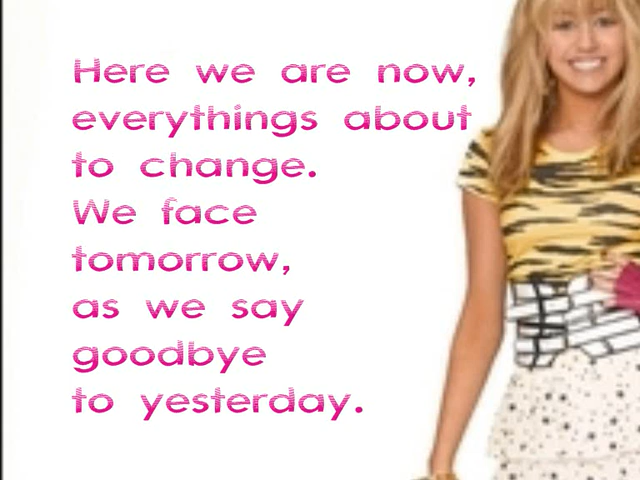 Here we are now,
everythings about
to change.
We face
tomorrow,
as we say
goodbye
to yesterday.